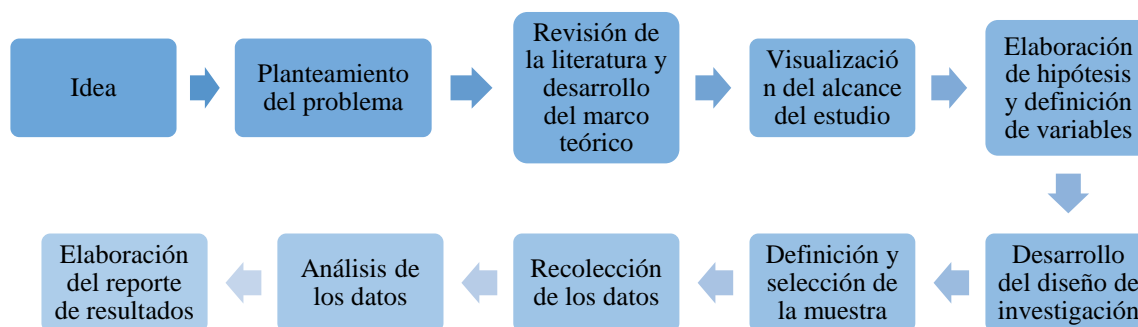 Idea
Planteamiento
del problema
Revisión de
la literatura y
desarrollo
del marco
teórico
Visualizació
n del alcance
del estudio
Elaboración
de hipótesis
y definición
de variables
Desarrollo
del diseño de
investigación
Definición y
selección de
la muestra
Recolección
de los datos
Análisis de
los datos
Elaboración
del reporte
de resultados